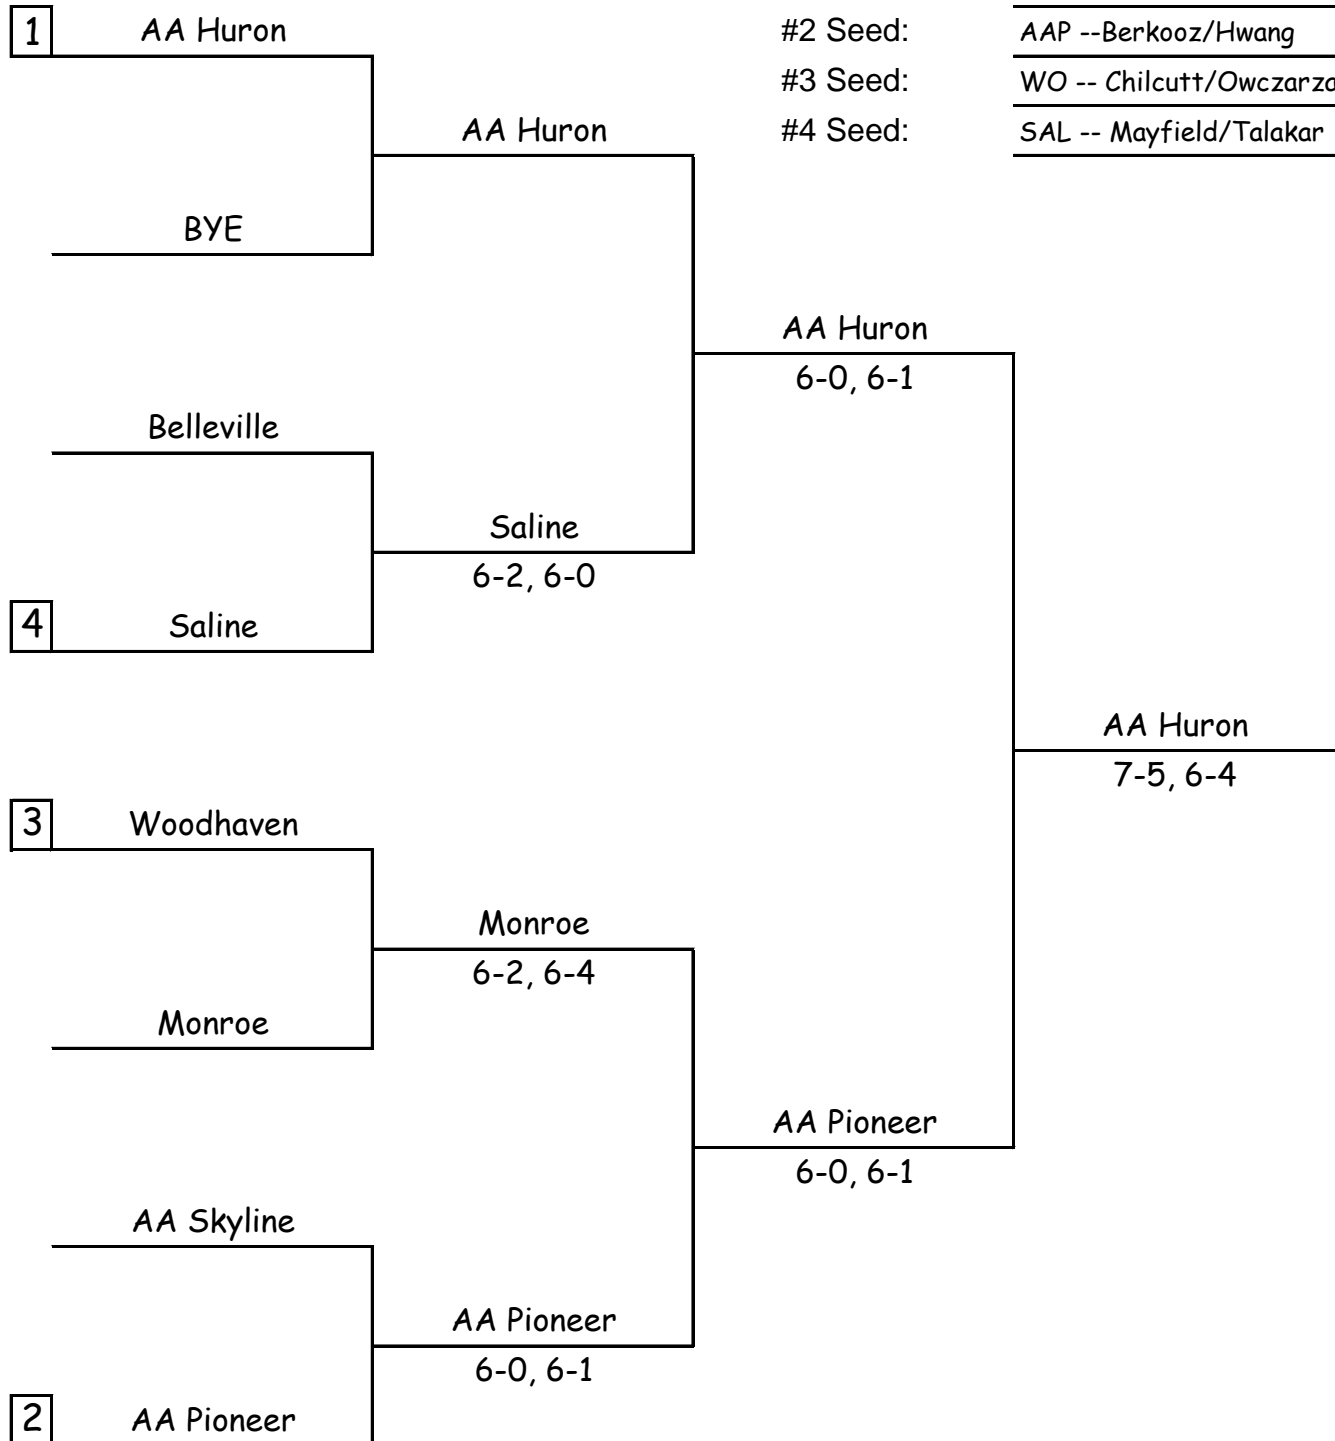 1 AA Huron #2 Seed: AAP --Berkooz/Hwang
#3 Seed: WO -- Chilcutt/Owczarza
AA Huron #4 Seed: SAL -- Mayfield/Talakar
BYE
AA Huron
6-0, 6-1
Belleville
Saline
6-2, 6-0
4 Saline
AA Huron
7-5, 6-4
3 Woodhaven
Monroe
6-2, 6-4
Monroe
AA Pioneer
6-0, 6-1
AA Skyline
AA Pioneer
6-0, 6-1
2 AA Pioneer